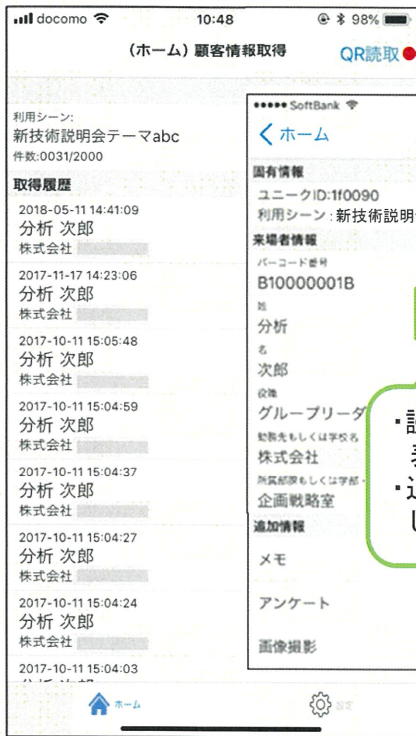 docomo 10:48 98%
(ホーム) 顧客情報取得
QR読取
利用シーン:
新技術説明会テーマabc
件数:0031/2000
取得履歴
2018-05-11 14:41:09
分析 次郎
株式会社
2017-11-17 14:23:06
分析 次郎
株式会社
2017-10-11 15:05:48
分析 次郎
株式会社
2017-10-11 15:04:59
分析 次郎
株式会社
2017-10-11 15:04:37
分析 次郎
株式会社
2017-10-11 15:04:27
分析 次郎
株式会社
2017-10-11 15:04:24
分析 次郎
株式会社
2017-10-11 15:04:03
ホーム
設定
SoftBank
ホーム
固有情報
ユニークID:1f0090
利用シーン:新技術説明
来場者情報
バーコード番号
B10000001B
姓
分析
名
次郎
役職
グループリーダ
勤務先もしくは学校名
株式会社
所属部課もしくは学部・
企画戦略室
追加情報
メモ
アンケート
画像撮影